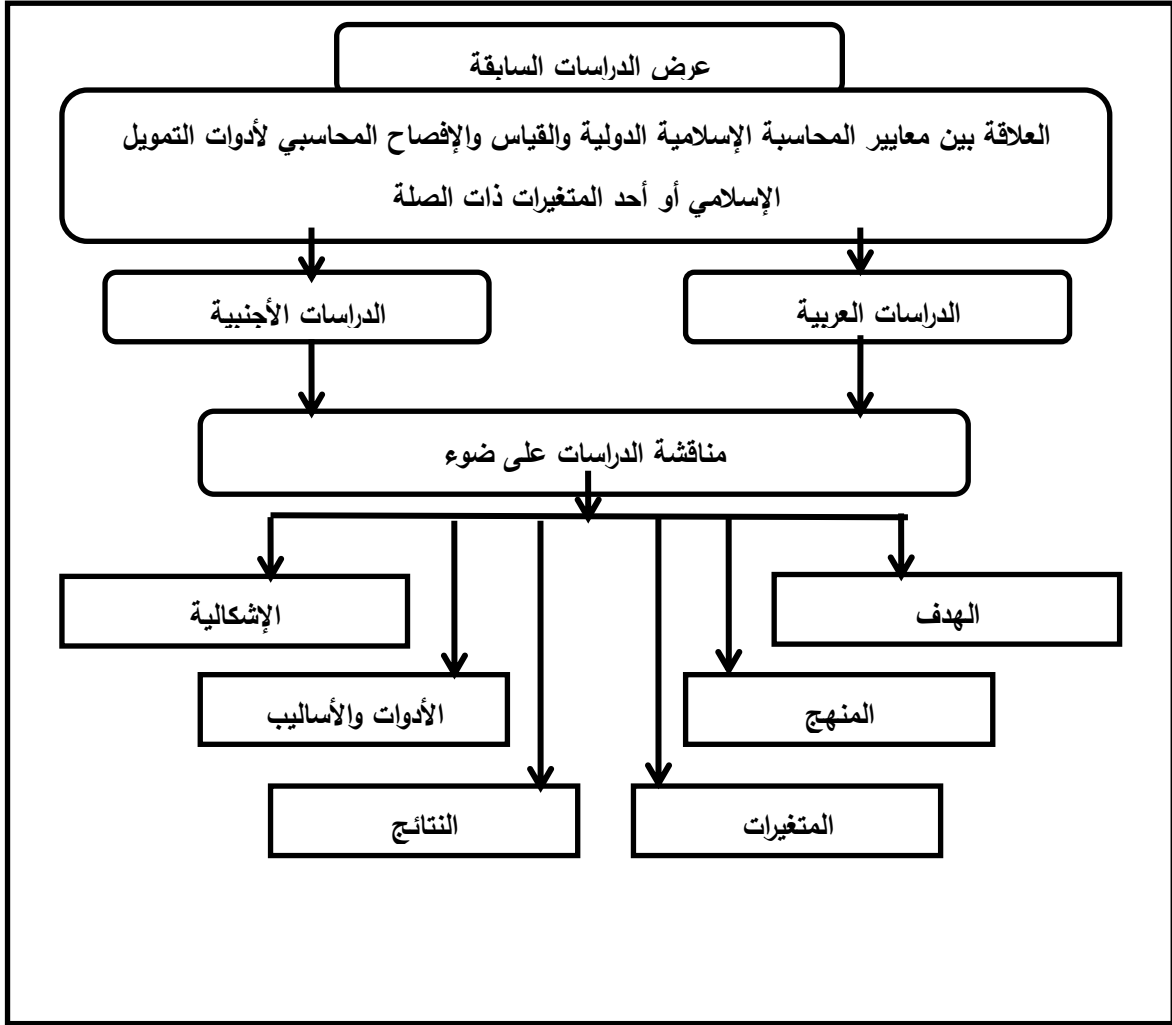 عرض الدراسات السابقة
العلاقة بين معايير المحاسبة الإسلامية الدولية والقياس والإفصاح المحاسبي لأدوات التمويل
الإسلامي أو أحد المتغيرات ذات الصلة
الدراسات العربية
الدراسات الأجنبية
مناقشة الدراسات على ضوء
الهدف
الإشكالية
المنهج
الأدوات والأساليب
المتغيرات
النتائج